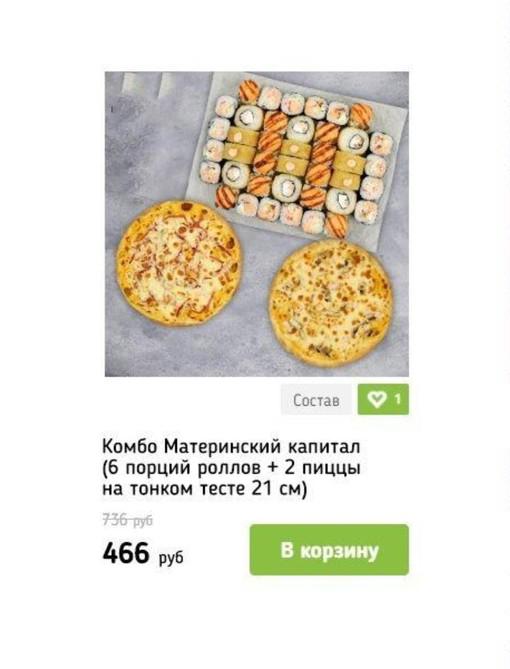 Состав
1
Комбо Материнский капитал
(6 порций роллов + 2 пиццы
на тонком тесте 21 см)
736 руб
466 руб
В корзину